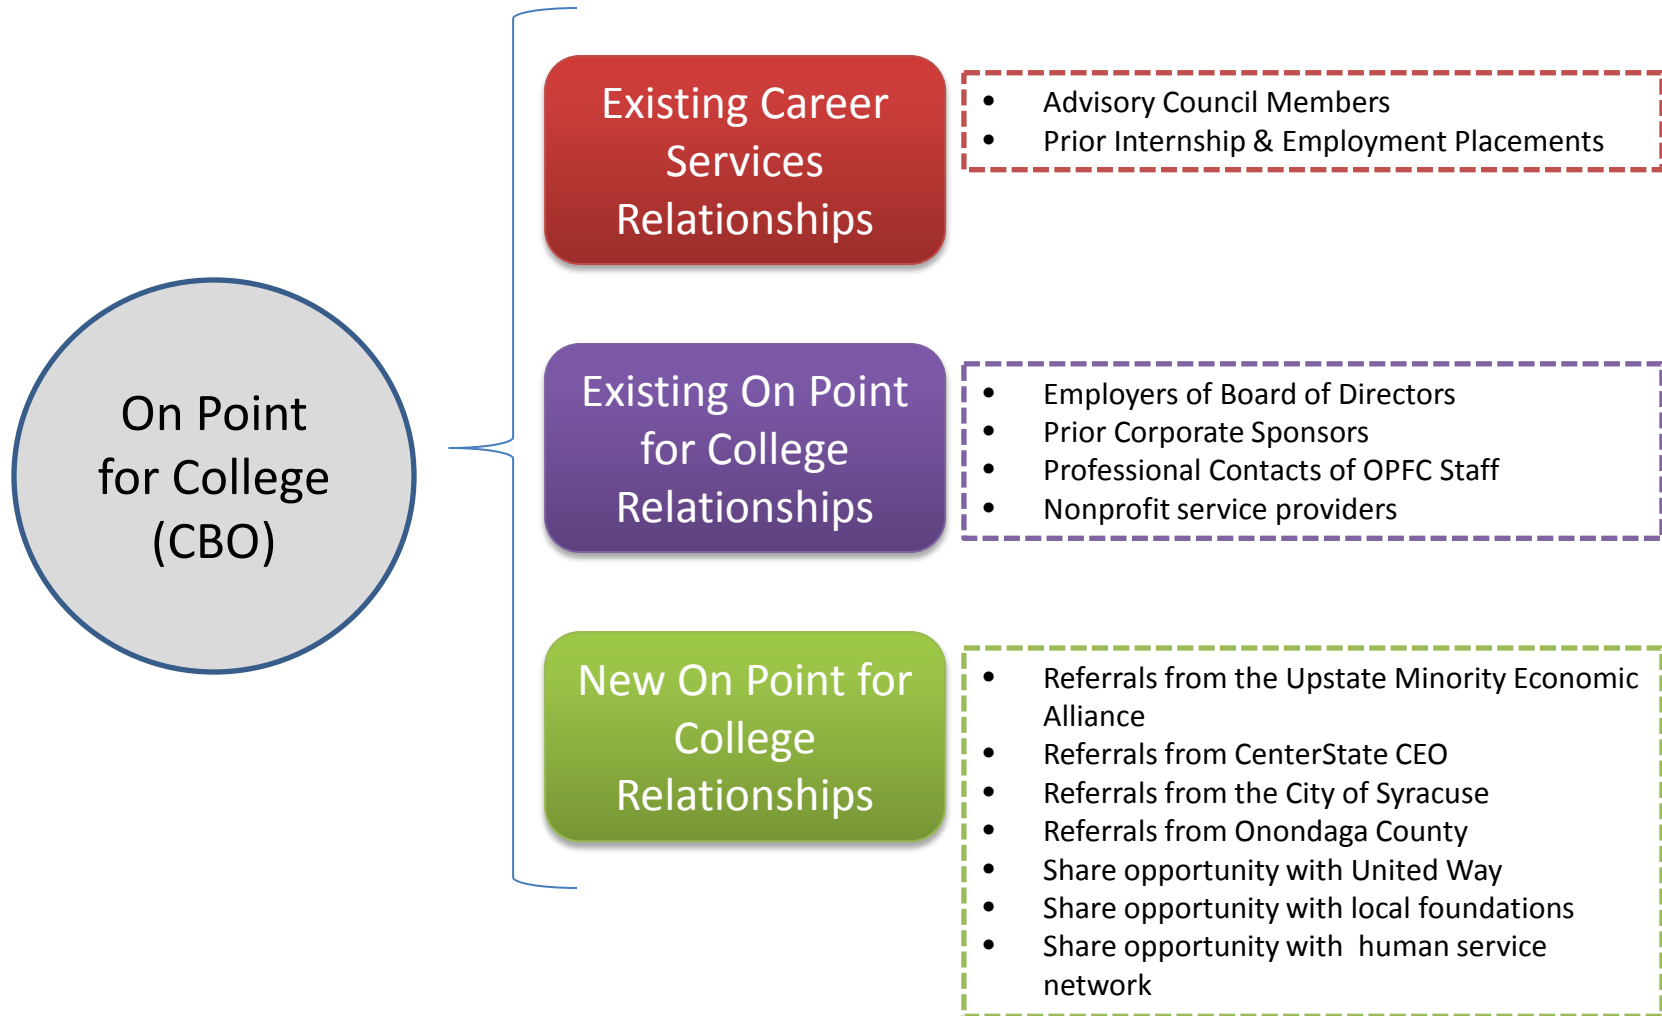 On Point
for College
(CBO)
Existing Career
Services
Relationships
• Advisory Council Members
• Prior Internship & Employment Placements
Existing On Point
for College
Relationships
• Employers of Board of Directors
• Prior Corporate Sponsors
• Professional Contacts of OPFC Staff
• Nonprofit service providers
New On Point for
College
Relationships
• Referrals from the Upstate Minority Economic
Alliance
• Referrals from CenterState CEO
• Referrals from the City of Syracuse
• Referrals from Onondaga County
• Share opportunity with United Way
• Share opportunity with local foundations
• Share opportunity with  human service
network